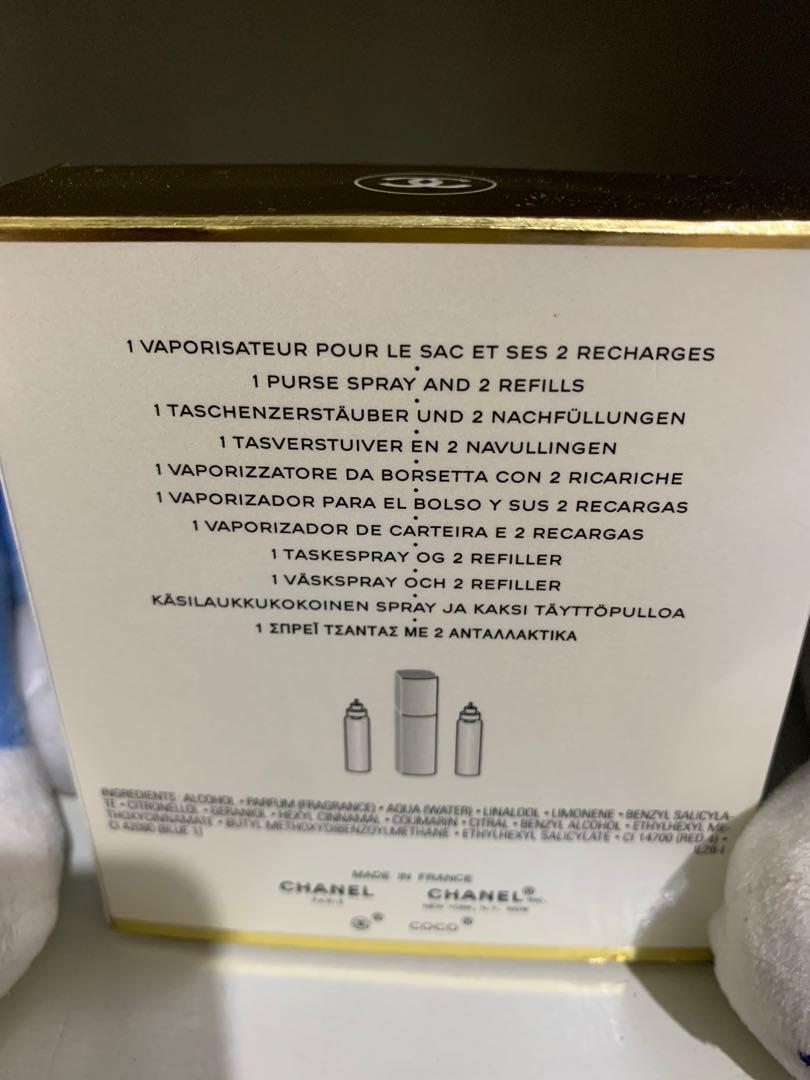 1 VAPORISATEUR POUR LE SAC ET SES 2 RECHARGES
•
1 PURSE SPRAY AND 2 REFILLS
•
1 TASCHENZERSTÄUBER UND 2 NACHFÜLLUNGEN
•
1 TASVERSTUIVER EN 2 NAVULLINGEN
•
1 VAPORIZZATORE DA BORSETTA CON 2 RICARICHE
•
1 VAPORIZADOR PARA EL BOLSO Y SUS 2 RECARGAS
•
1 VAPORIZADOR DE CARTEIRA E 2 RECARGAS
•
1 TASKESPRAY OG 2 REFILLER
•
1 VÄSKSPRAY OCH 2 REFILLER
•
KÄSILAUKKUKOKOINEN SPRAY JA KAKSI TÄYTTÖPULLOA
•
1 ΣΠΡΕΪ ΤΣΑΝΤΑΣ ΜΕ 2 ΑΝΤΑΛΛΑΚΤΙΚΑ
INGREDIENTS: ALCOHOL • PARFUM (FRAGRANCE) • AQUA (WATER) • LINALOOL • LIMONENE • BENZYL SALICYLA-
TE • CITRONELLOL • GERANIOL • HEXYL CINNAMAL • COUMARIN • CITRAL • BENZYL ALCOHOL • ETHYLHEXYL ME-
THOXYCINNAMATE • BUTYL METHOXYDIBENZOYLMETHANE • ETHYLHEXYL SALICYLATE • CI 14700 (RED 4) •
CI 42090 (BLUE 1)
MADE IN FRANCE
CHANEL CHANEL® INC.
PARIS NEW YORK, N.Y.
® COCO®